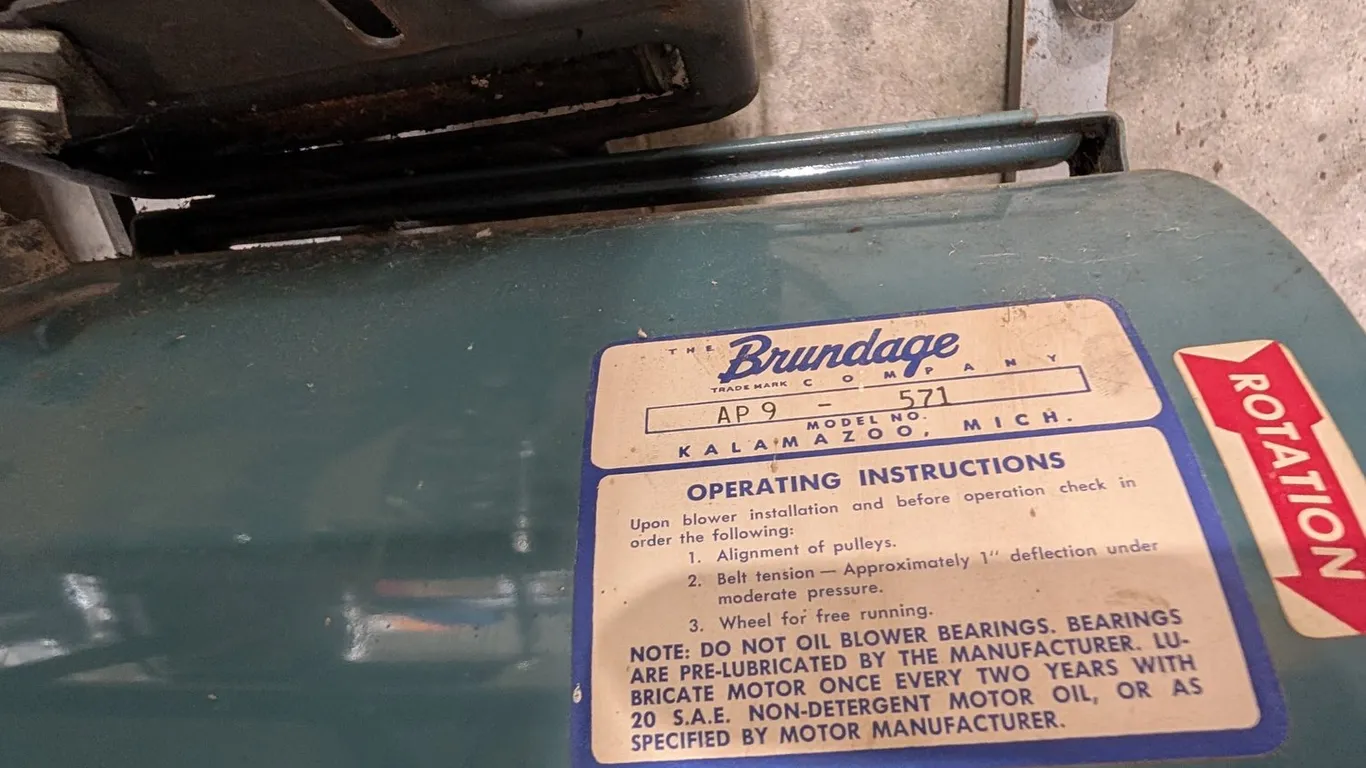 THE Brundage
TRADE MARK COMPANY
AP9 - 571
MODEL NO.
KALAMAZOO, MICH.
OPERATING INSTRUCTIONS
Upon blower installation and before operation check in
order the following:
1. Alignment of pulleys.
2. Belt tension — Approximately 1" deflection under
moderate pressure.
3. Wheel for free running.
NOTE: DO NOT OIL BLOWER BEARINGS. BEARINGS
ARE PRE-LUBRICATED BY THE MANUFACTURER. LU-
BRICATE MOTOR ONCE EVERY TWO YEARS WITH
20 S.A.E. NON-DETERGENT MOTOR OIL, OR AS
SPECIFIED BY MOTOR MANUFACTURER.
ROTATION